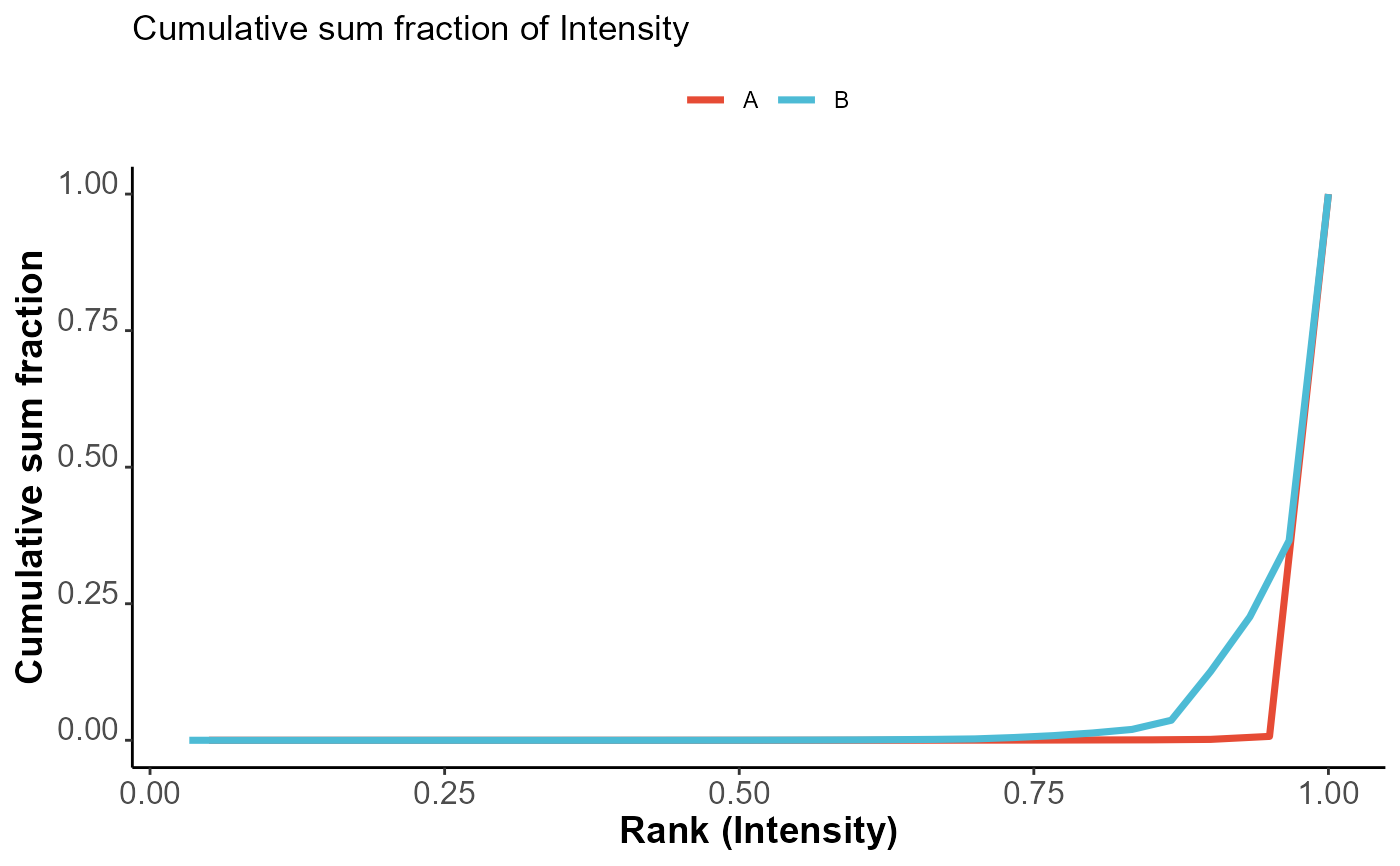 Cumulative sum fraction of Intensity
A B
1.00
0.75
0.50
0.25
0.00
Cumulative sum fraction
0.00 0.25 0.50 0.75 1.00
Rank (Intensity)